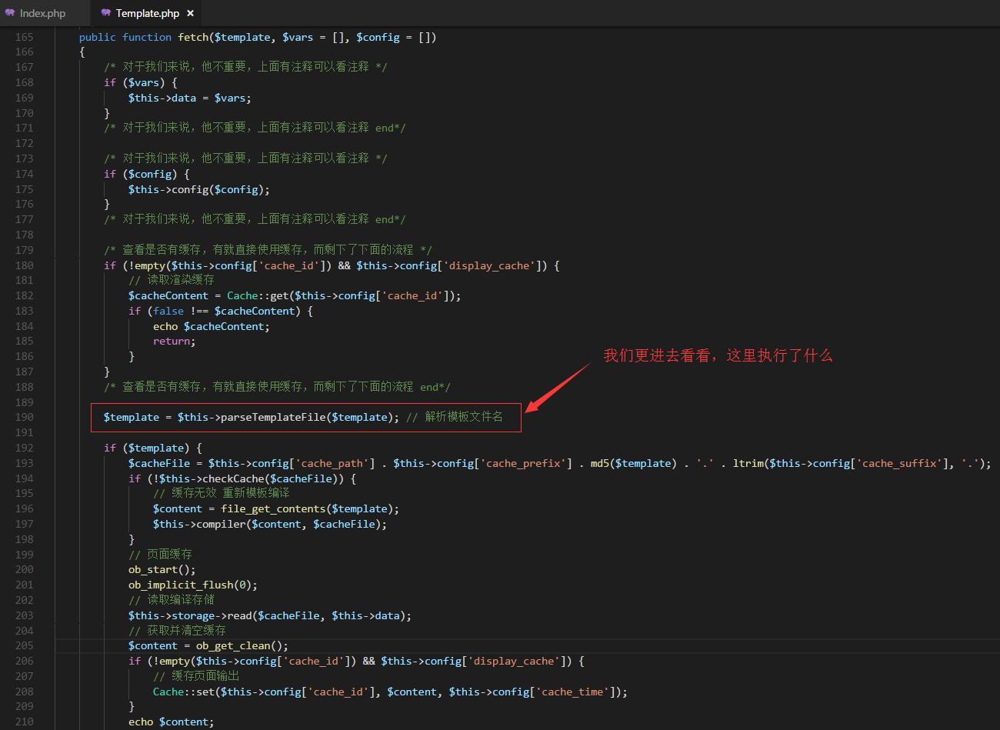 Index.php
Template.php ×
165 public function fetch($template, $vars = [], $config = [])
166 {
167 /* 对于我们来说，他不重要，上面有注释可以看注释 */
168 if ($vars) {
169 $this->data = $vars;
170 }
171 /* 对于我们来说，他不重要，上面有注释可以看注释 end*/
172
173 /* 对于我们来说，他不重要，上面有注释可以看注释 */
174 if ($config) {
175 $this->config($config);
176 }
177 /* 对于我们来说，他不重要，上面有注释可以看注释 end*/
178
179 /* 查看是否有缓存，有就直接使用缓存，而剩下了下面的流程 */
180 if (!empty($this->config['cache_id']) && $this->config['display_cache']) {
181 // 读取渲染缓存
182 $cacheContent = Cache::get($this->config['cache_id']);
183 if (false !== $cacheContent) {
184 echo $cacheContent;
185 return;
186 }
我们更进去看看，这里执行了什么
187 }
188 /* 查看是否有缓存，有就直接使用缓存，而剩下了下面的流程 end*/
189
190 $template = $this->parseTemplateFile($template); // 解析模板文件名
191
192 if ($template) {
193 $cacheFile = $this->config['cache_path'] . $this->config['cache_prefix'] . md5($template) . '.' . ltrim($this->config['cache_suffix'], '.');
194 if (!$this->checkCache($cacheFile)) {
195 // 缓存无效 重新模板编译
196 $content = file_get_contents($template);
197 $this->compiler($content, $cacheFile);
198 }
199 // 页面缓存
200 ob_start();
201 ob_implicit_flush(0);
202 // 读取编译存储
203 $this->storage->read($cacheFile, $this->data);
204 // 获取并清空缓存
205 $content = ob_get_clean();
206 if (!empty($this->config['cache_id']) && $this->config['display_cache']) {
207 // 缓存页面输出
208 Cache::set($this->config['cache_id'], $content, $this->config['cache_time']);
209 }
210 echo $content;